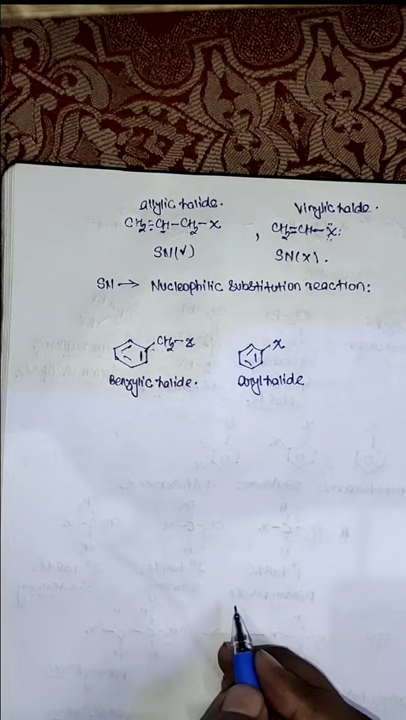 allylic halide.
Vinylic halide.
CH2=CH-CH2-X , CH2=CH-Ẍ:
SN(✓)
SN(X).
SN → Nucleophilic Substitution reaction:
CH2-X
X
Benzylic halide.
Aryl halide